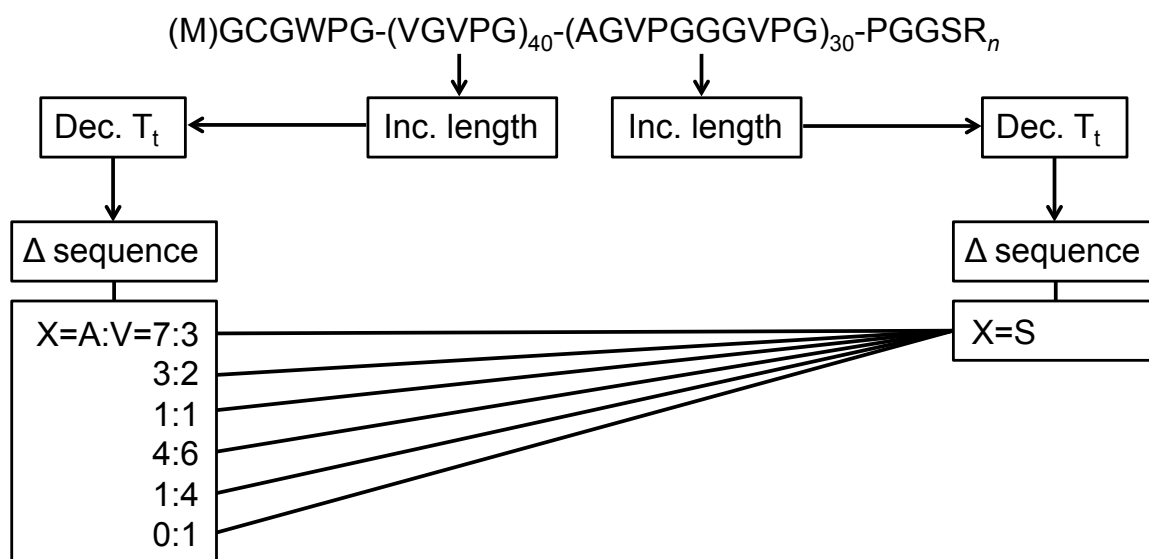 (M)GCGWPG-(VGVPG)₄₀-(AGVPGGGVPG)₃₀-PGGSRₙ
Dec. Tₜ
Inc. length
Inc. length
Dec. Tₜ
Δ sequence
Δ sequence
X=A:V=7:3
X=S
3:2
1:1
4:6
1:4
0:1